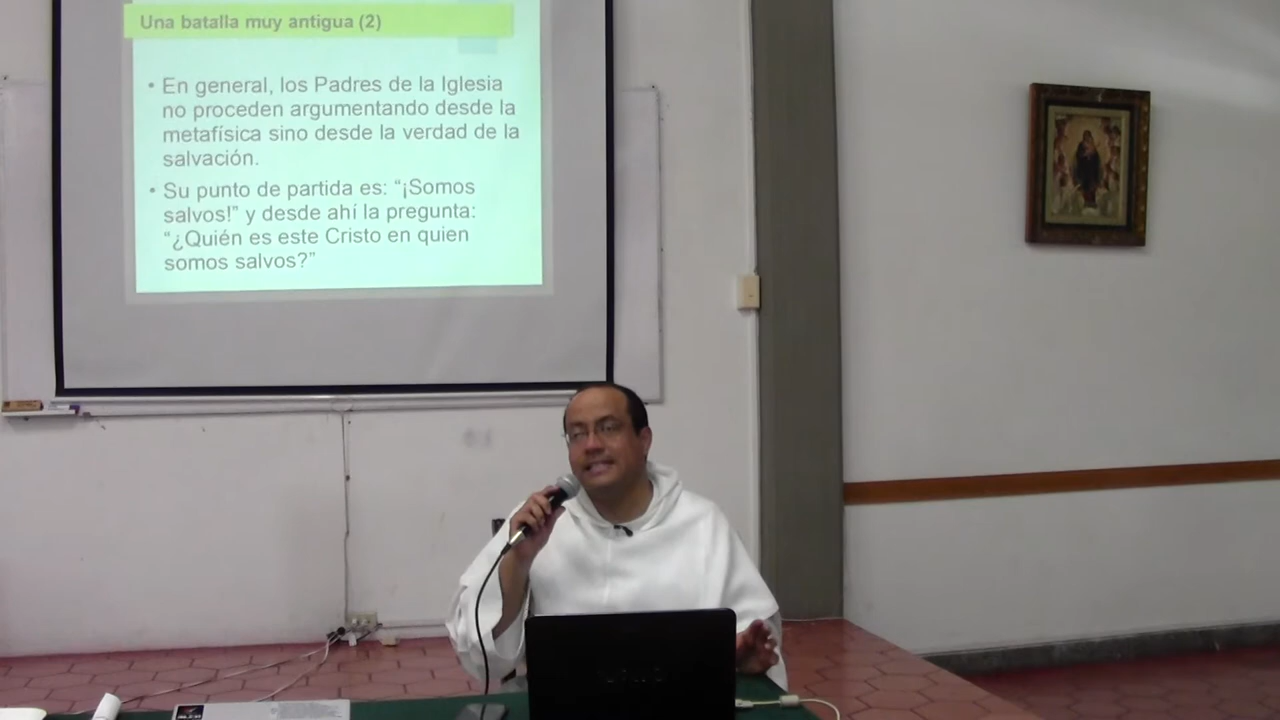 Una batalla muy antigua (2)
• En general, los Padres de la Iglesia
no proceden argumentando desde la
metafísica sino desde la verdad de la
salvación.
• Su punto de partida es: “¡Somos
salvos!” y desde ahí la pregunta:
“¿Quién es este Cristo en quien
somos salvos?”